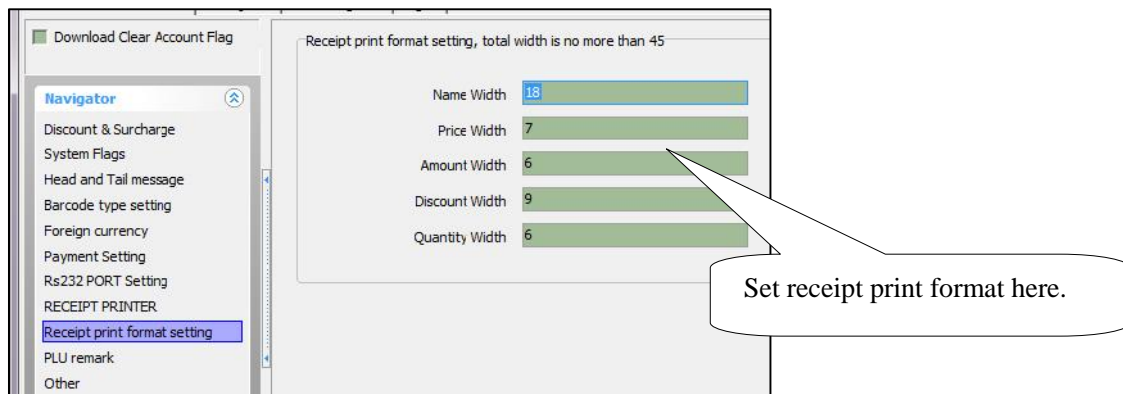 Download Clear Account Flag
Navigator
Discount & Surcharge
System Flags
Head and Tail message
Barcode type setting
Foreign currency
Payment Setting
Rs232 PORT Setting
RECEIPT PRINTER
Receipt print format setting
PLU remark
Other
Receipt print format setting, total width is no more than 45
Name Width 18
Price Width 7
Amount Width 6
Discount Width 9
Quantity Width 6
Set receipt print format here.